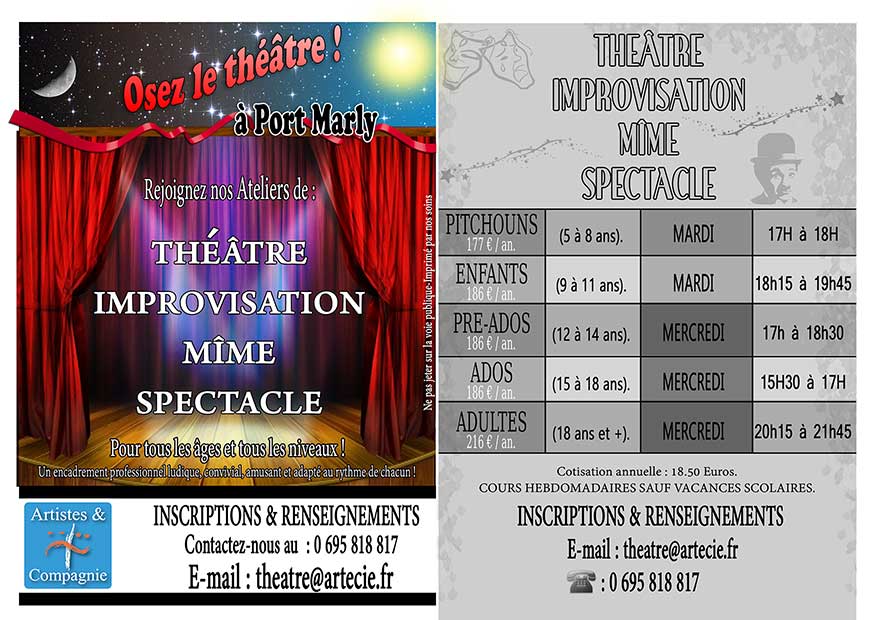 Osez le théâtre !
à Port Marly
Rejoignez nos Ateliers de :
THÉÂTRE
IMPROVISATION
MÎME
SPECTACLE
Pour tous les âges et tous les niveaux !
Un encadrement professionnel ludique, convivial, amusant et adapté au rythme de chacun !
Ne pas jeter sur la voie publique-Imprimé par nos soins
Artistes &
Compagnie
INSCRIPTIONS & RENSEIGNEMENTS
Contactez-nous au : 0 695 818 817
E-mail : theatre@artecie.fr
THEÂTRE
IMPROVISATION
MÎME
SPECTACLE
PITCHOUNS (5 à 8 ans). MARDI 17H à 18H
177 € / an.
ENFANTS (9 à 11 ans). MARDI 18h15 à 19h45
186 € / an.
PRE-ADOS (12 à 14 ans). MERCREDI 17h à 18h30
186 € / an.
ADOS (15 à 18 ans). MERCREDI 15H30 à 17H
186 € / an.
ADULTES (18 ans et +). MERCREDI 20h15 à 21h45
216 € / an.
Cotisation annuelle : 18.50 Euros.
COURS HEBDOMADAIRES SAUF VACANCES SCOLAIRES.
INSCRIPTIONS & RENSEIGNEMENTS
E-mail : theatre@artecie.fr
: 0 695 818 817